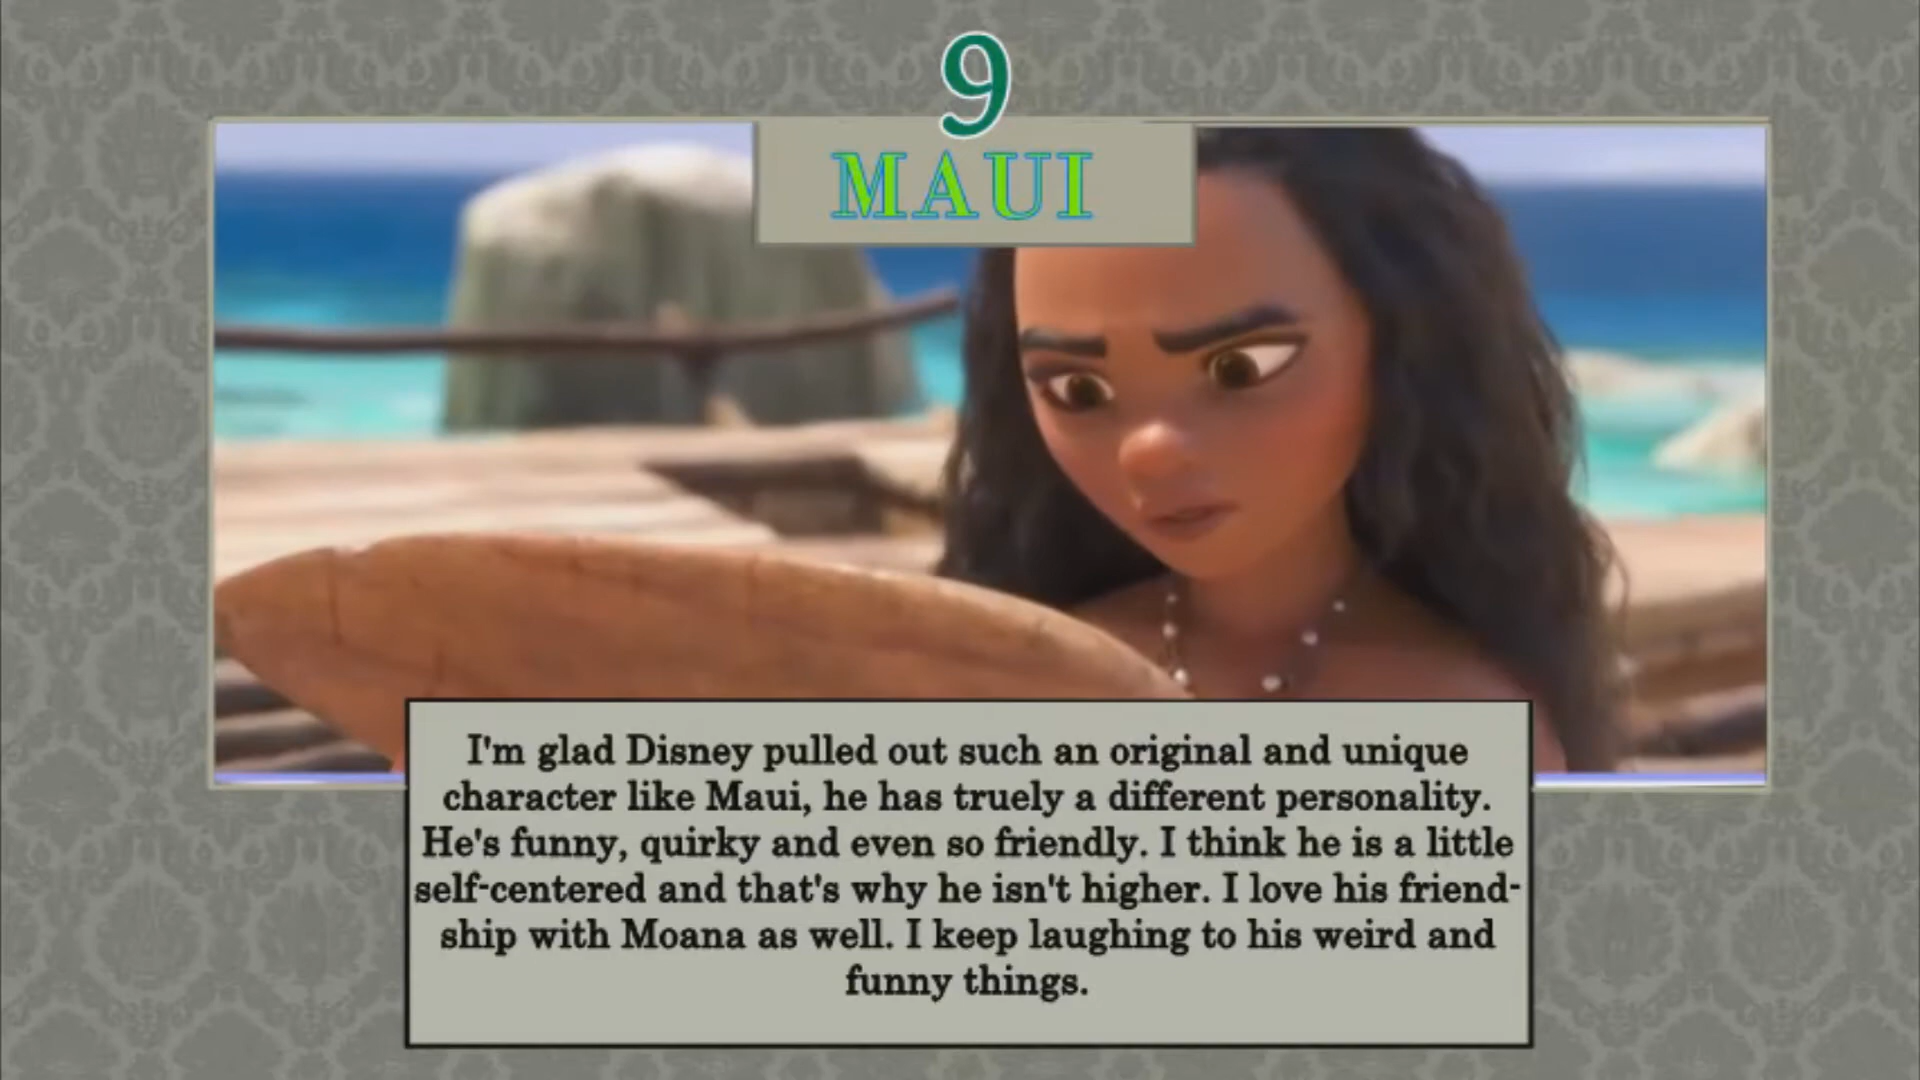 9
MAUI
I'm glad Disney pulled out such an original and unique
character like Maui, he has truely a different personality.
He's funny, quirky and even so friendly. I think he is a little
self-centered and that's why he isn't higher. I love his friend-
ship with Moana as well. I keep laughing to his weird and
funny things.